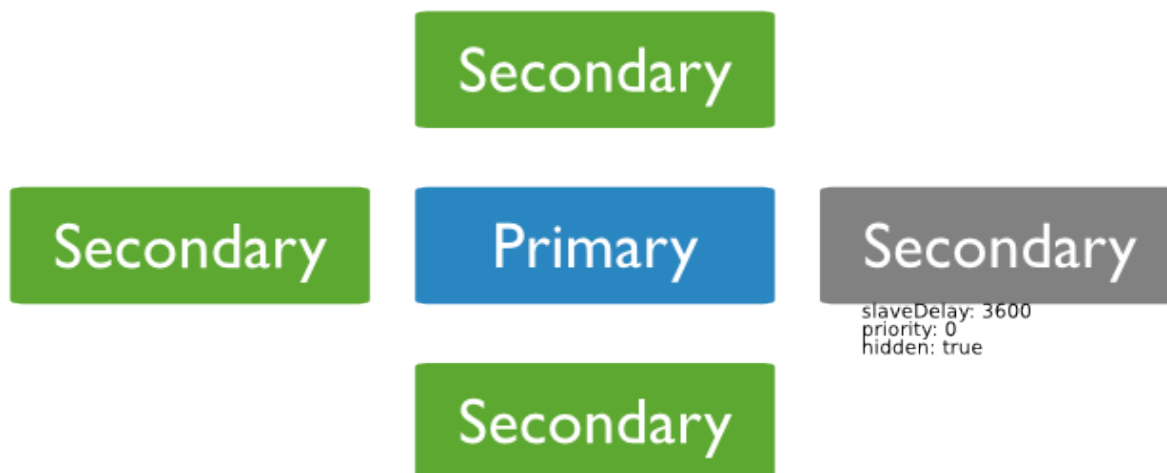 Secondary
Secondary
Primary
Secondary
slaveDelay: 3600
priority: 0
hidden: true
Secondary